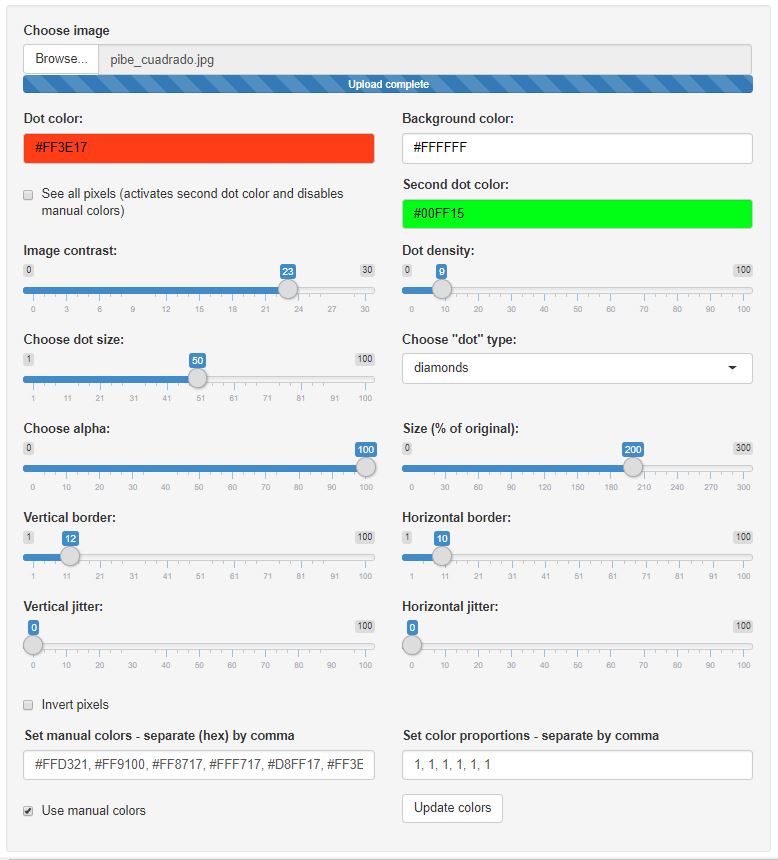 Choose image
Browse... pibe_cuadrado.jpg
Upload complete
Dot color: Background color:
#FF3E17 #FFFFFF
See all pixels (activates second dot color and disables
manual colors)
Second dot color:
#00FF15
Image contrast: Dot density:
0 23 30 0 9 100
0 3 6 9 12 15 18 21 24 27 30 0 10 20 30 40 50 60 70 80 90 100
Choose dot size: Choose "dot" type:
1 50 100
diamonds
1 11 21 31 41 51 61 71 81 91 100
Choose alpha: Size (% of original):
0 100 0 200 300
0 10 20 30 40 50 60 70 80 90 100 0 30 60 90 120 150 180 210 240 270 300
Vertical border: Horizontal border:
1 12 100 1 10 100
1 11 21 31 41 51 61 71 81 91 100 1 11 21 31 41 51 61 71 81 91 100
Vertical jitter: Horizontal jitter:
0 100 0 100
0 10 20 30 40 50 60 70 80 90 100 0 10 20 30 40 50 60 70 80 90 100
Invert pixels
Set manual colors - separate (hex) by comma Set color proportions - separate by comma
#FFD321, #FF9100, #FF8717, #FFF717, #D8FF17, #FF3E 1, 1, 1, 1, 1, 1
Use manual colors Update colors